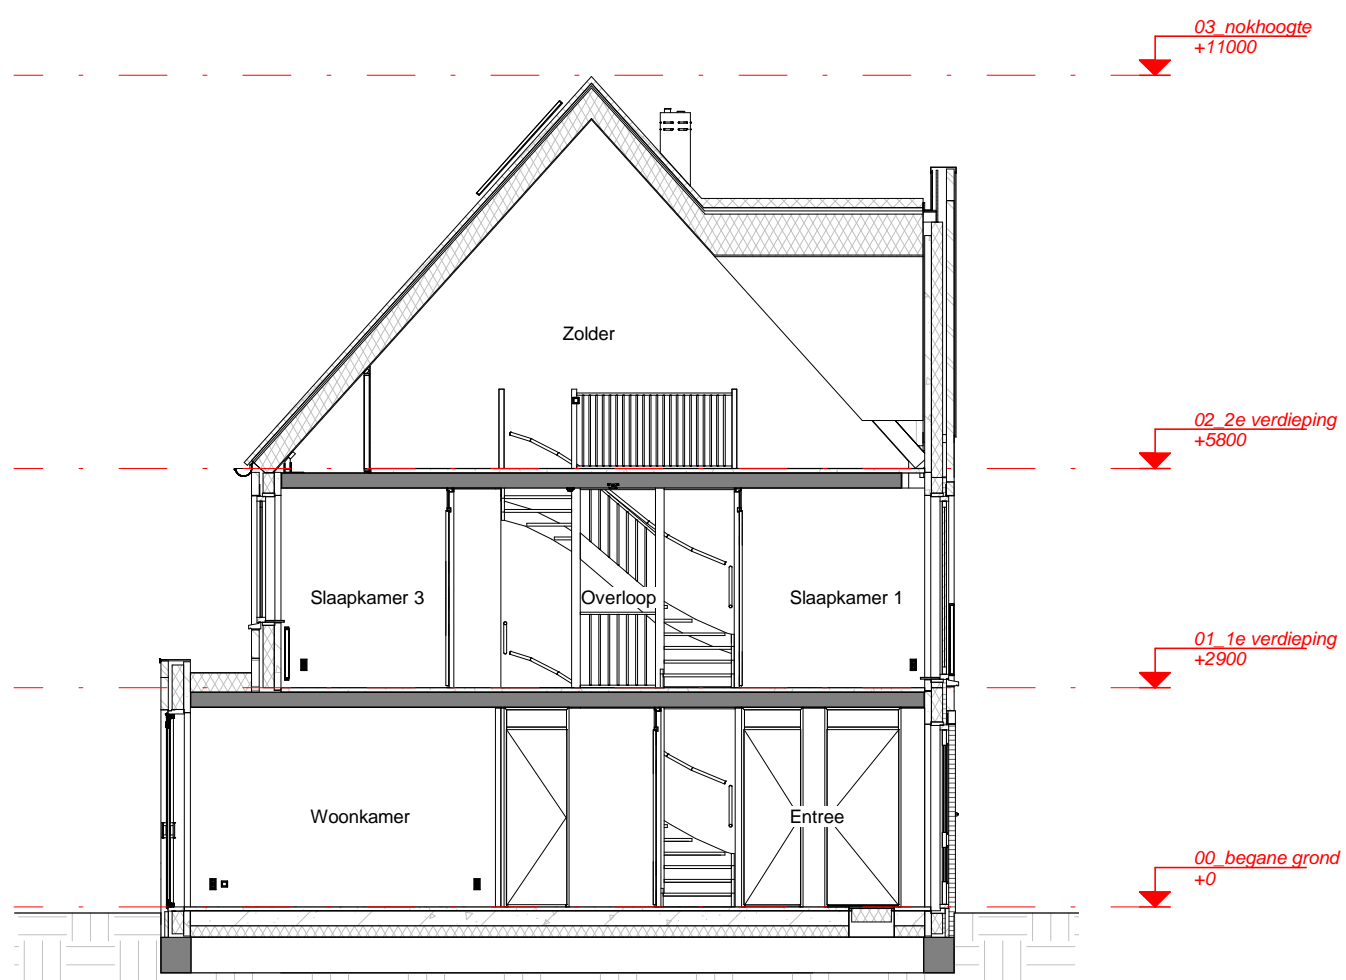 03_nokhoogte
+11000
Zolder
02_2e verdieping
+5800
Slaapkamer 3
Overloop
Slaapkamer 1
01_1e verdieping
+2900
Woonkamer
Entree
00_begane grond
+0